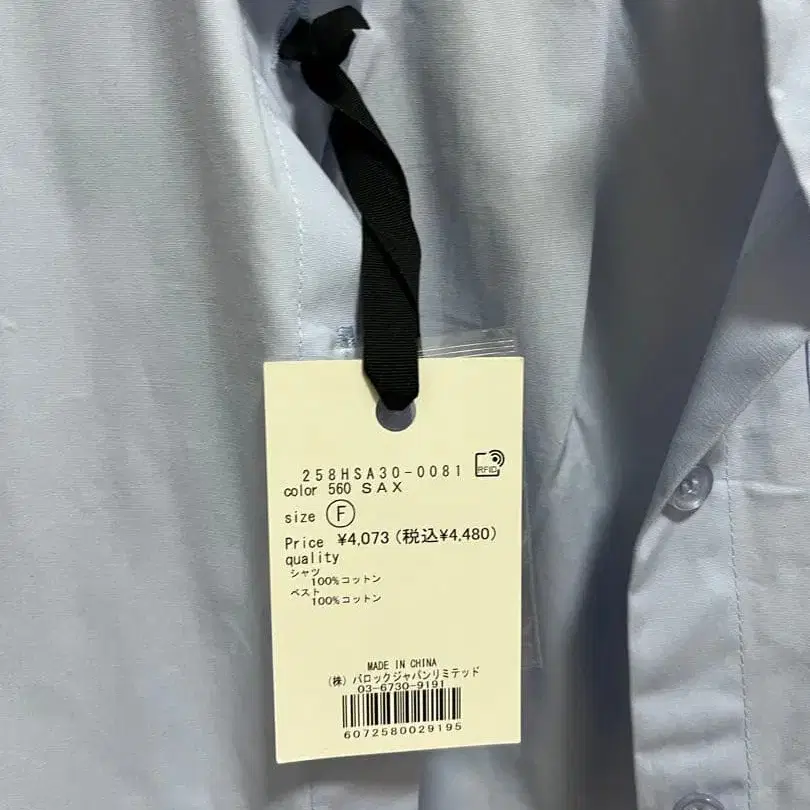 258HSA30-0081 RFID
color 560 SAX
size F
Price ¥4,073(税込¥4,480)
quality
シャツ
100%コットン
ベスト
100%コットン
MADE IN CHINA
(株)バロックジャパンリミテッド
03-6730-9191
6072580029195